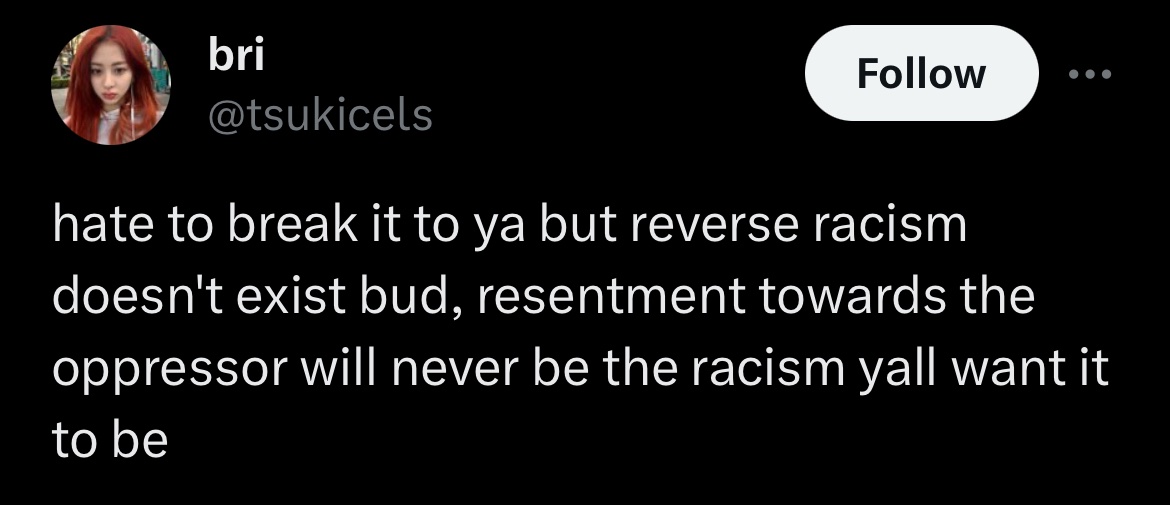 bri
Follow
@tsukicels
hate to break it to ya but reverse racism
doesn't exist bud, resentment towards the
oppressor will never be the racism yall want it
to be